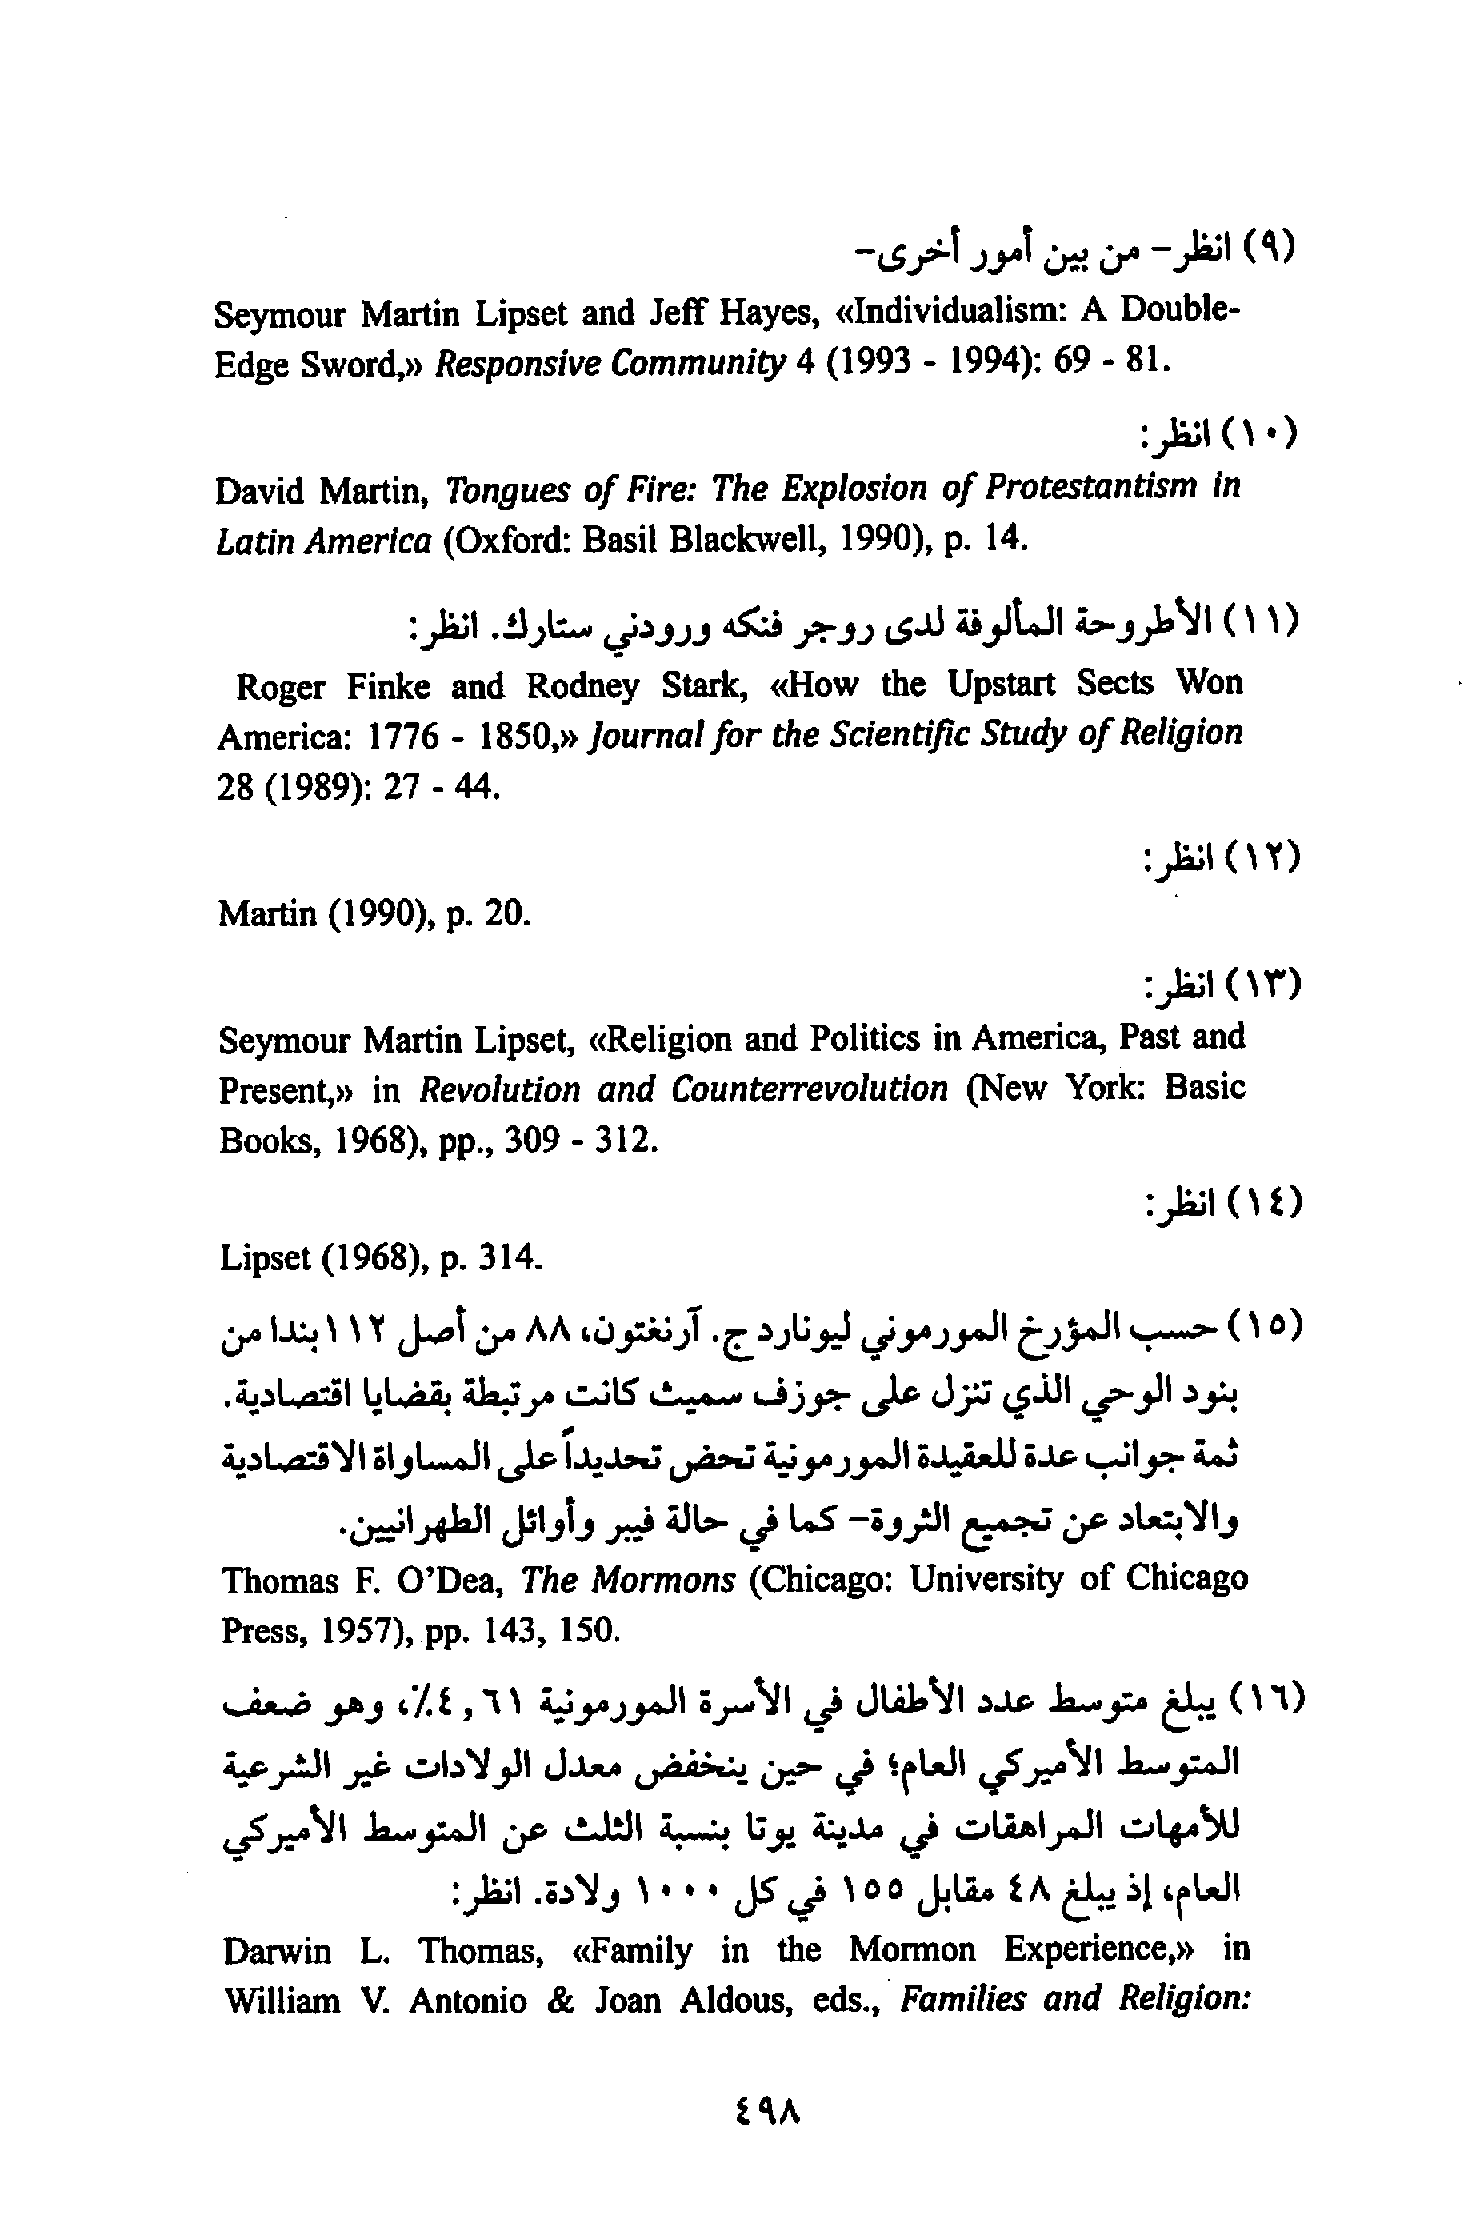 (٩) انظر- من بين أمور أخرى-
Seymour Martin Lipset and Jeff Hayes, «Individualism: A Double-
Edge Sword,» Responsive Community 4 (1993 - 1994): 69 - 81.
(١٠) انظر:
David Martin, Tongues of Fire: The Explosion of Protestantism in
Latin America (Oxford: Basil Blackwell, 1990), p. 14.
(١١) الأطروحة المألوفة لدى روجر فنكه ورودني ستارك. انظر:
Roger Finke and Rodney Stark, «How the Upstart Sects Won
America: 1776 - 1850,» Journal for the Scientific Study of Religion
28 (1989): 27 - 44.
(١٢) انظر:
Martin (1990), p. 20.
(١٣) انظر:
Seymour Martin Lipset, «Religion and Politics in America, Past and
Present,» in Revolution and Counterrevolution (New York: Basic
Books, 1968), pp., 309 - 312.
(١٤) انظر:
Lipset (1968), p. 314.
(١٥) حسب المؤرخ المورموني ليونارد ج. آرنغتون، ٨٨ من أصل ١١٢ بندا من
بنود الوحي الذي تنزل على جوزف سميث كانت مرتبطة بقضايا اقتصادية.
ثمة جوانب عدة للعقيدة المورمونية تحض تحديداً على المساواة الاقتصادية
والابتعاد عن تجميع الثروة- كما في حالة فيبر وأوائل الطهرانيين.
Thomas F. O'Dea, The Mormons (Chicago: University of Chicago
Press, 1957), pp. 143, 150.
(١٦) يبلغ متوسط عدد الأطفال في الأسرة المورمونية ٤,٦١٪، وهو ضعف
المتوسط الأميركي العام؛ في حين ينخفض معدل الولادات غير الشرعية
للأمهات المراهقات في مدينة يوتا بنسبة الثلث عن المتوسط الأميركي
العام، إذ يبلغ ٤٨ مقابل ١٥٥ في كل ١٠٠٠ ولادة. انظر:
Darwin L. Thomas, «Family in the Mormon Experience,» in
William V. Antonio & Joan Aldous, eds., Families and Religion:
٤٩٨